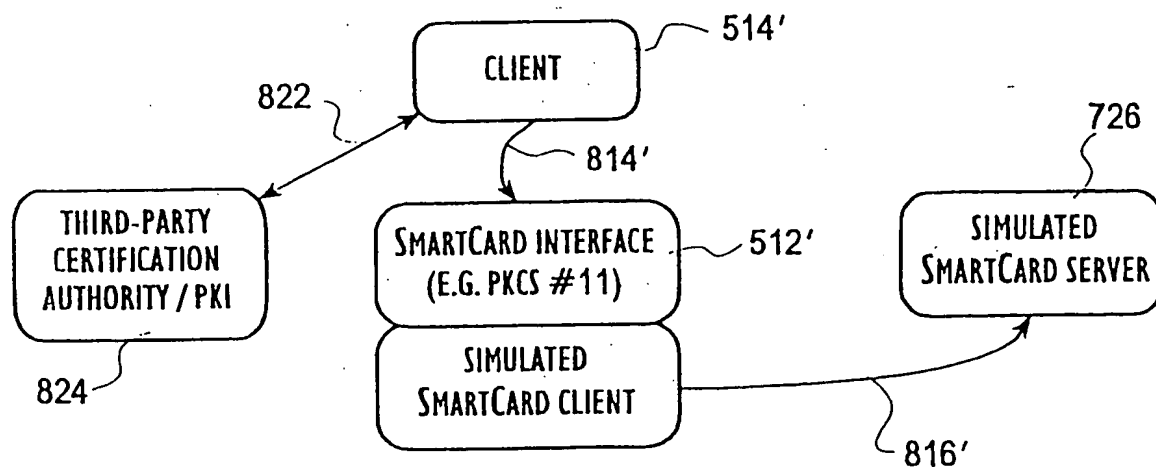 514′
CLIENT
822
814′
726
THIRD-PARTY
CERTIFICATION
AUTHORITY / PKI
SMARTCARD INTERFACE
(E.G. PKCS #11)
512′
SIMULATED
SMARTCARD SERVER
SIMULATED
SMARTCARD CLIENT
824
816′